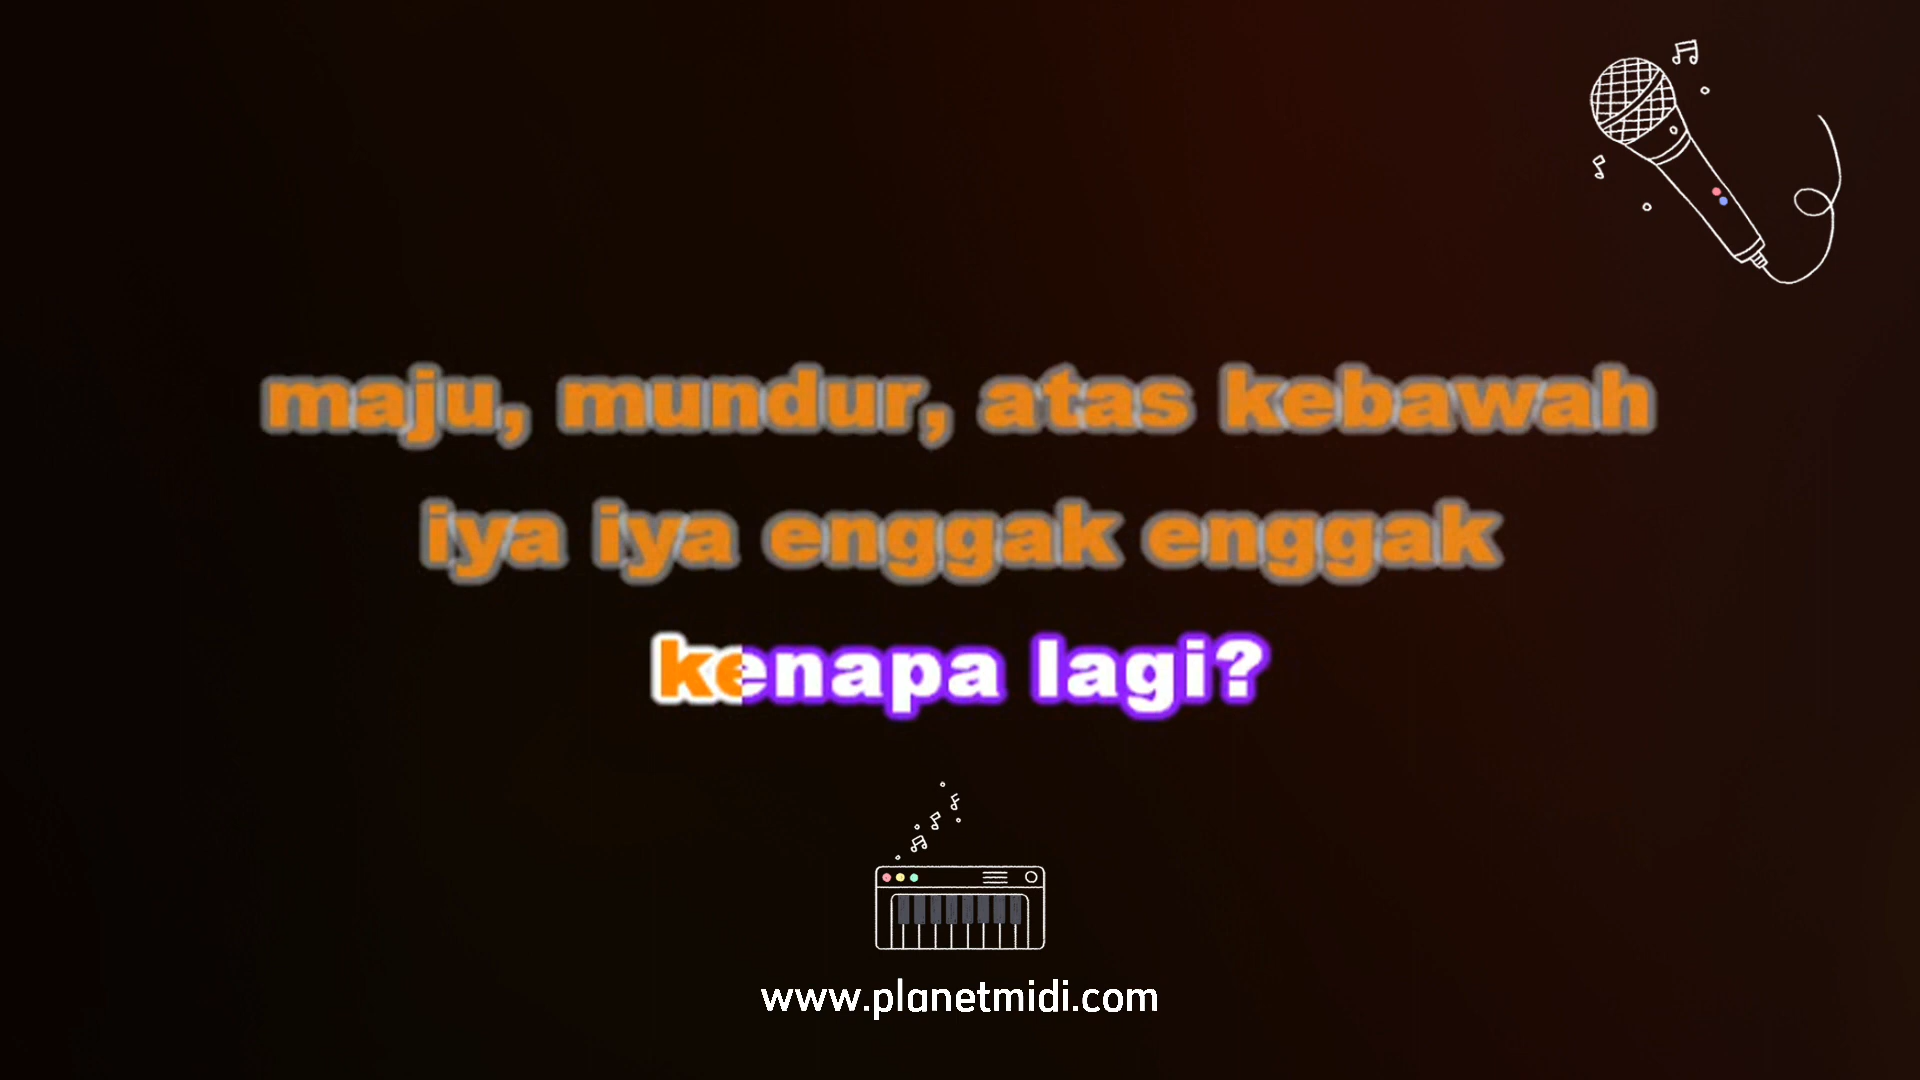 maju, mundur, atas kebawah
iya iya enggak enggak
kenapa lagi?
www.planetmidi.com